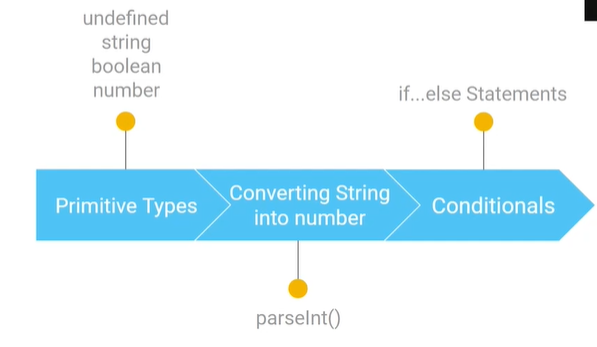 undefined
string
boolean
number
if...else Statements
Primitive Types
Converting String
into number
Conditionals
parseInt()